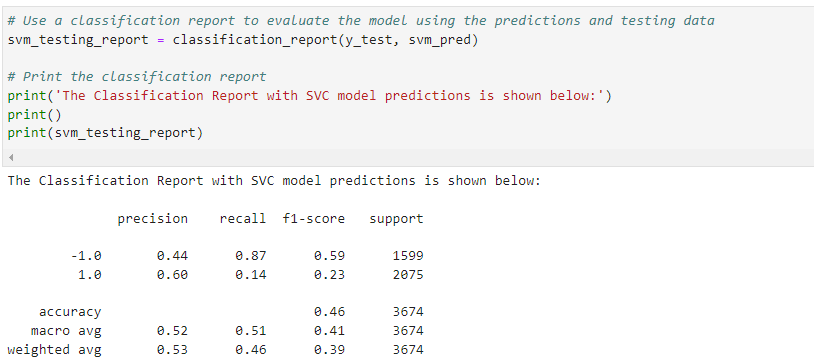 # Use a classification report to evaluate the model using the predictions and testing data
svm_testing_report = classification_report(y_test, svm_pred)
# Print the classification report
print('The Classification Report with SVC model predictions is shown below:')
print()
print(svm_testing_report)
The Classification Report with SVC model predictions is shown below:
precision recall f1-score support
-1.0 0.44 0.87 0.59 1599
1.0 0.60 0.14 0.23 2075
accuracy 0.46 3674
macro avg 0.52 0.51 0.41 3674
weighted avg 0.53 0.46 0.39 3674